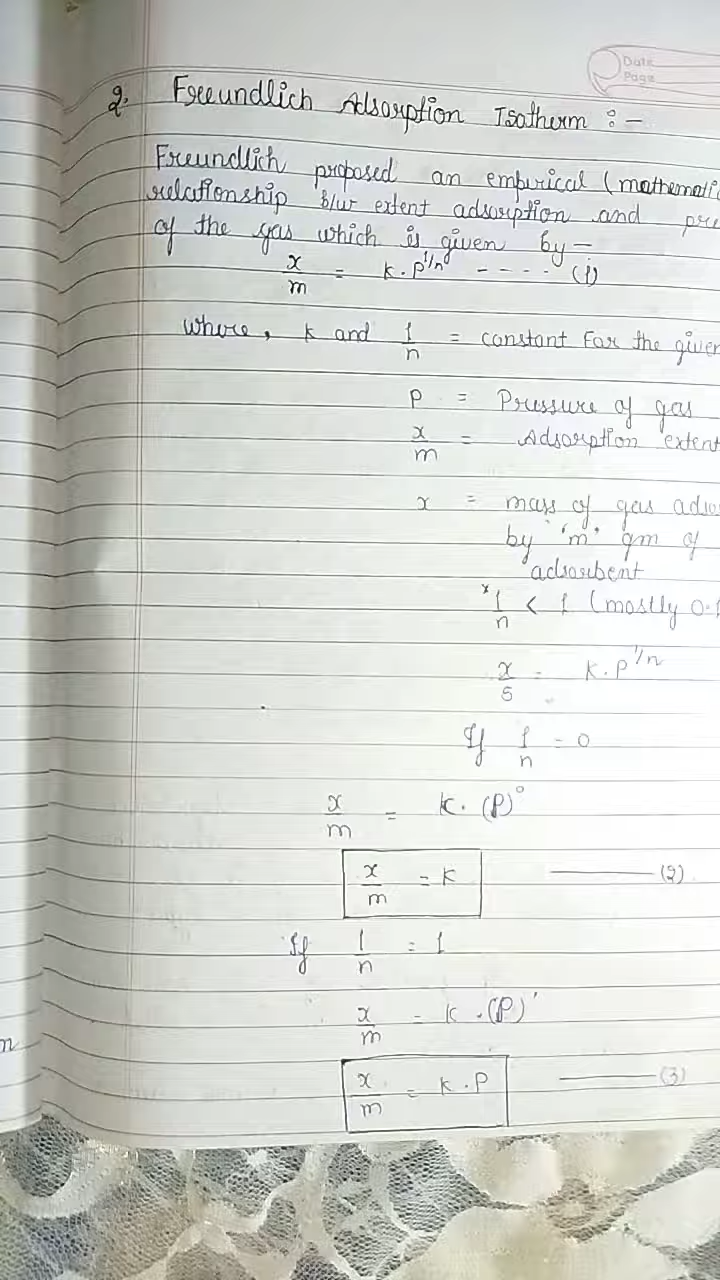 Date
Page
2. Freundlich Adsorption Isotherm :-
Freundlich proposed an empirical (mathemati
relationship b/w extent adsorption and pre
of the gas which is given by -
x/m = k.p^1/n ----- (1)
where, k and 1/n = constant For the given
P = Pressure of gas
x/m = Adsorption extent
x = mass of gas adso
by 'm' gm of
adsorbent
*1/n < 1 (mostly 0.1
x/5 = k.p^1/n
If 1/n = 0
x/m = k.(P)^0
x/m = k ——— (2)
If 1/n = 1
x/m = k.(P)^1
x/m = k.P ——— (3)
n